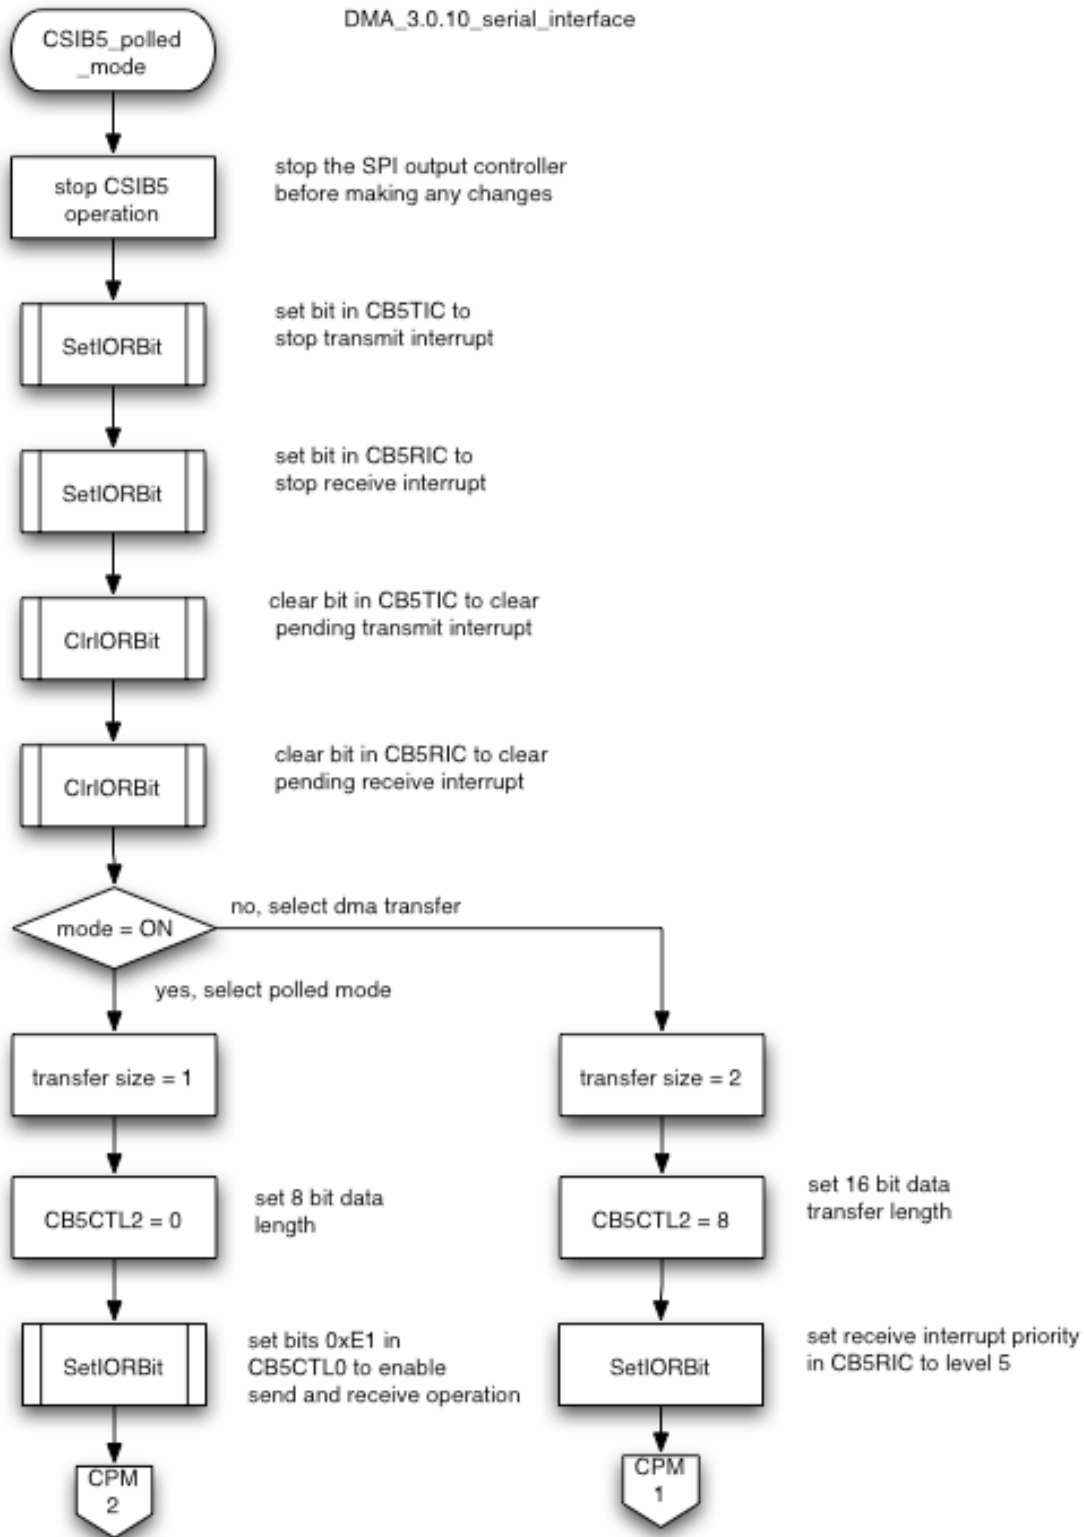 DMA_3.0.10_serial_interface
CSIB5_polled
_mode
stop CSIB5
operation
stop the SPI output controller
before making any changes
SetIORBit
set bit in CB5TIC to
stop transmit interrupt
SetIORBit
set bit in CB5RIC to
stop receive interrupt
ClrIORBit
clear bit in CB5TIC to clear
pending transmit interrupt
ClrIORBit
clear bit in CB5RIC to clear
pending receive interrupt
mode = ON
no, select dma transfer
yes, select polled mode
transfer size = 1
transfer size = 2
CB5CTL2 = 0
set 8 bit data
length
CB5CTL2 = 8
set 16 bit data
transfer length
SetIORBit
set bits 0xE1 in
CB5CTL0 to enable
send and receive operation
SetIORBit
set receive interrupt priority
in CB5RIC to level 5
CPM
2
CPM
1